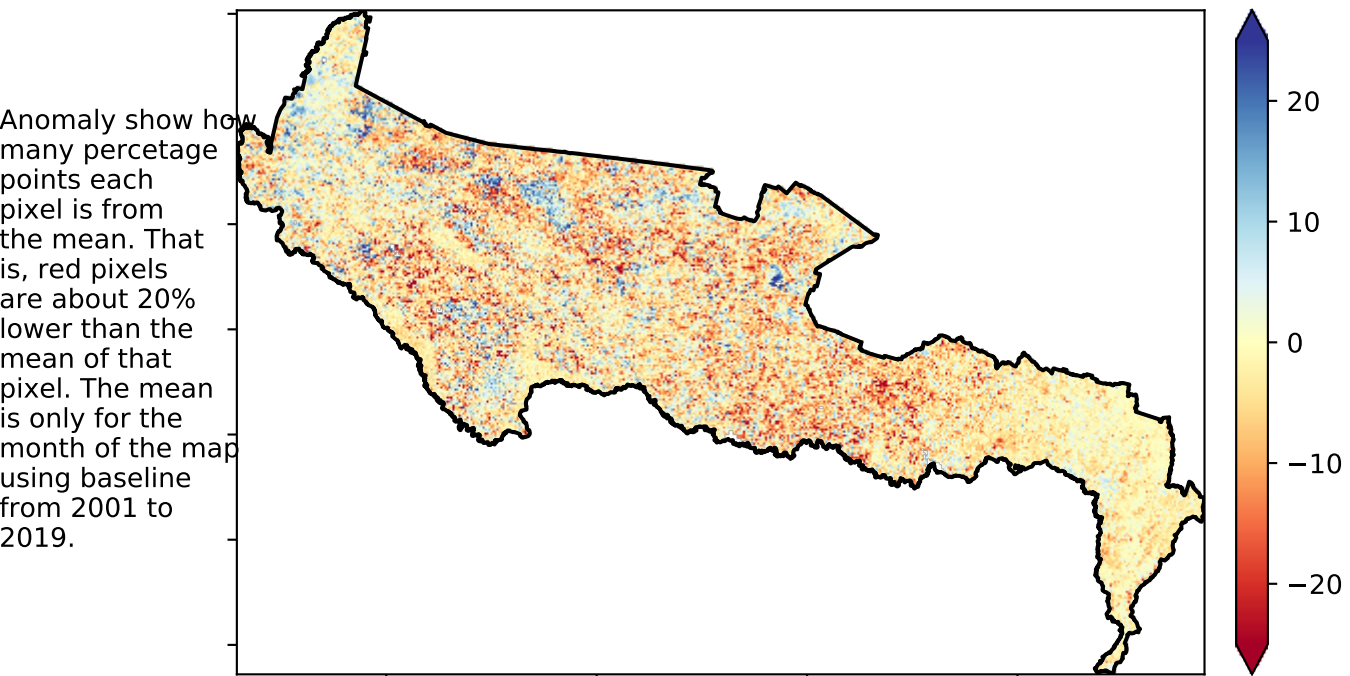 Anomaly show how
many percetage
points each
pixel is from
the mean. That
is, red pixels
are about 20%
lower than the
mean of that
pixel. The mean
is only for the
month of the map
using baseline
from 2001 to
2019.
20
10
0
−10
−20